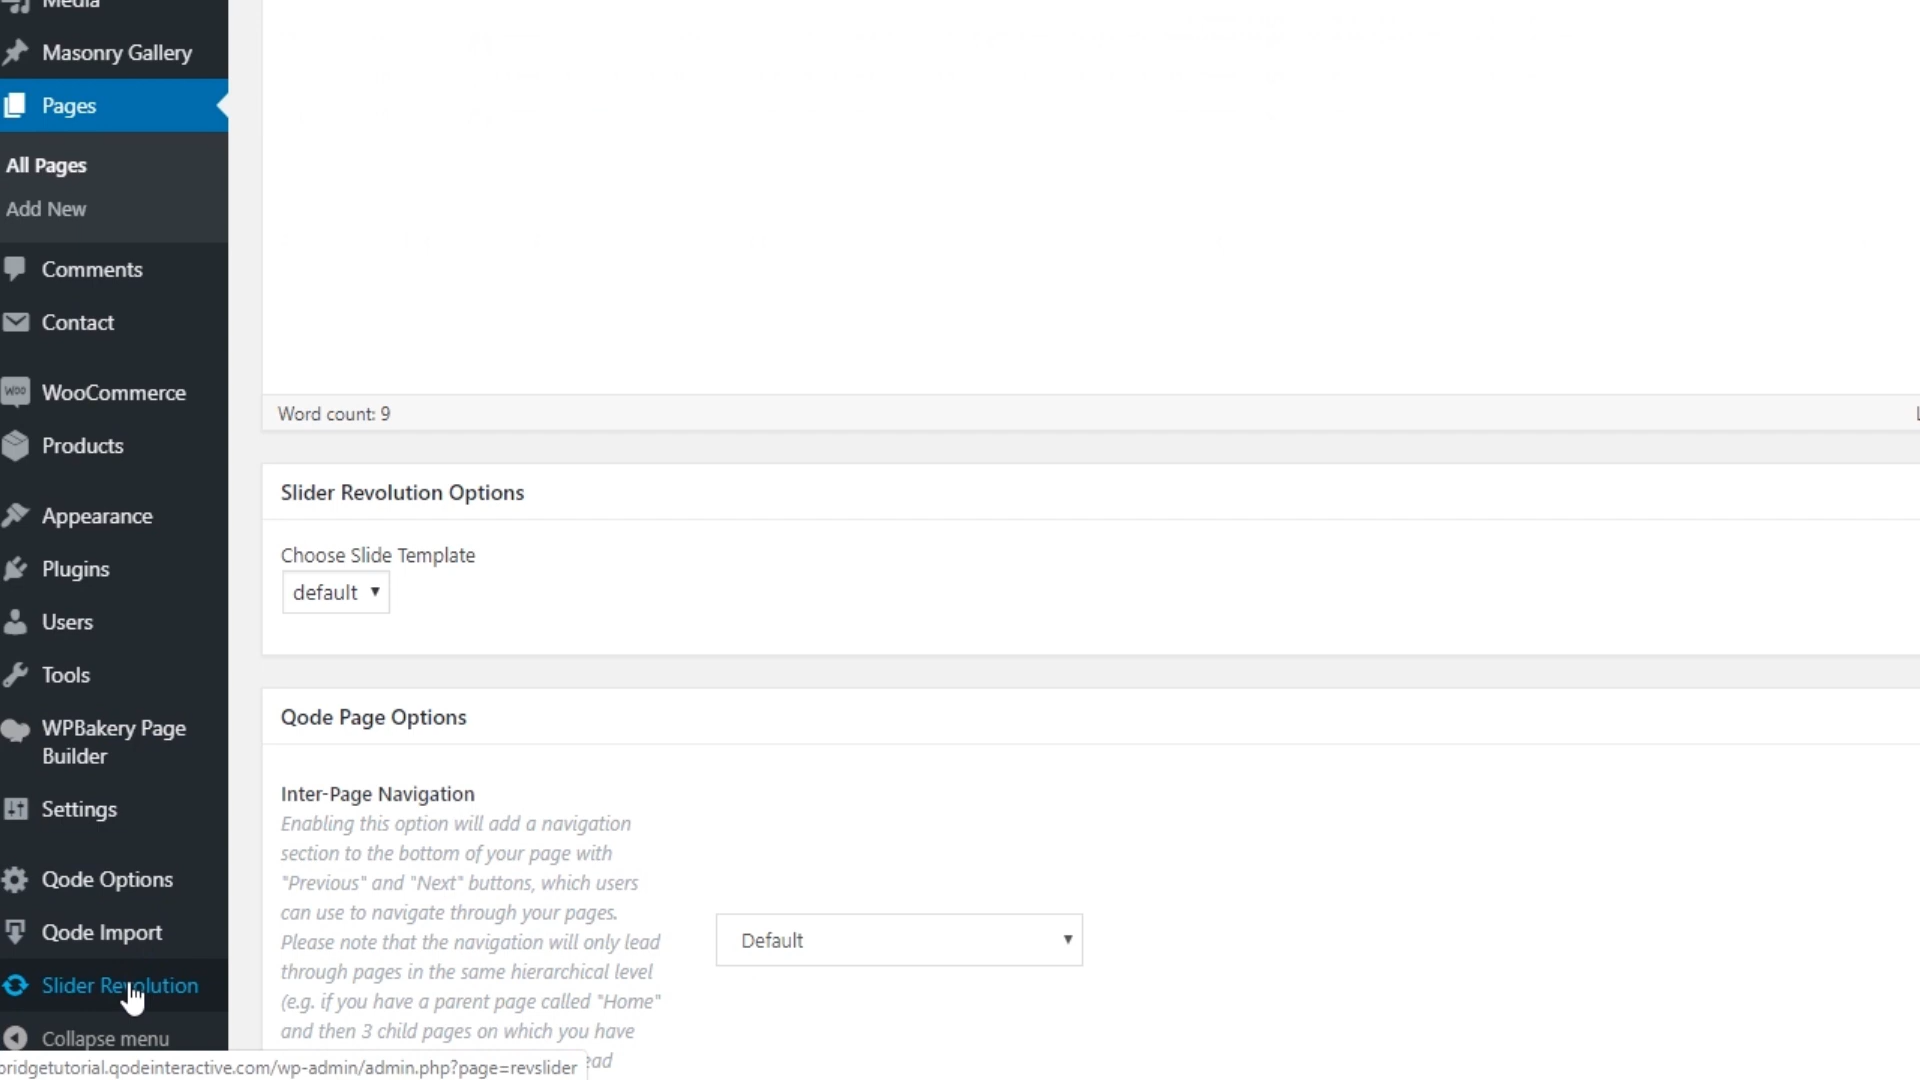 Media
Masonry Gallery
Pages
All Pages
Add New
Comments
Contact
WOO WooCommerce
Products
Appearance
Plugins
Users
Tools
WPBakery Page
Builder
Settings
Qode Options
Qode Import
Slider Revolution
Collapse menu
Word count: 9
Slider Revolution Options
Choose Slide Template
default
Qode Page Options
Inter-Page Navigation
Enabling this option will add a navigation
section to the bottom of your page with
"Previous" and "Next" buttons, which users
can use to navigate through your pages.
Please note that the navigation will only lead
through pages in the same hierarchical level
(e.g. if you have a parent page called "Home"
and then 3 child pages on which you have
Default
bridgetutorial.qodeinteractive.com/wp-admin/admin.php?page=revslider